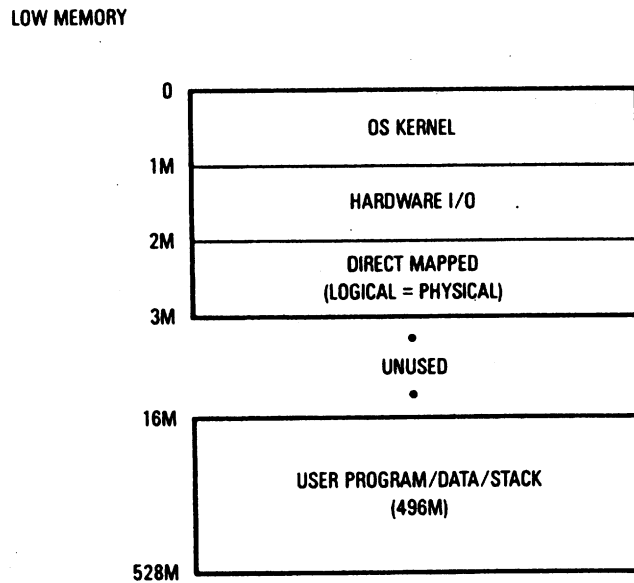 LOW MEMORY
0
OS KERNEL
1M
HARDWARE I/O
2M
DIRECT MAPPED
(LOGICAL = PHYSICAL)
3M
UNUSED
16M
USER PROGRAM/DATA/STACK
(496M)
528M